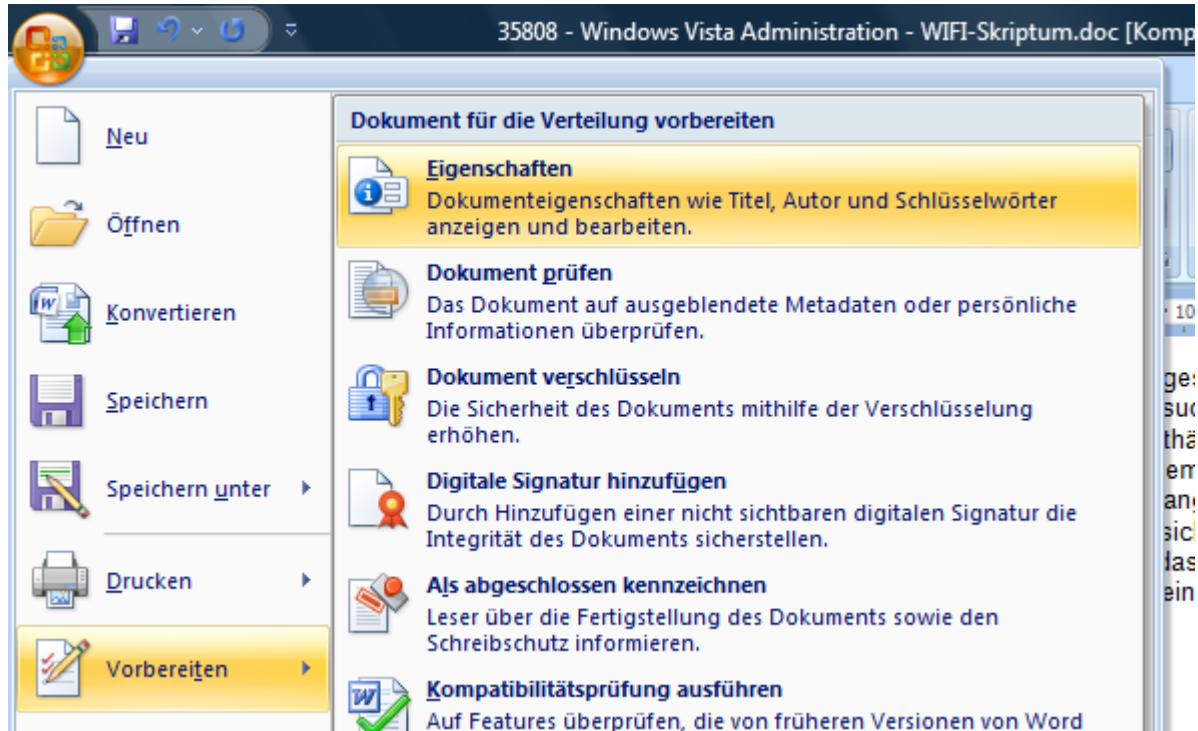 35808 - Windows Vista Administration - WIFI-Skriptum.doc [Komp
Neu
Öffnen
Konvertieren
Speichern
Speichern unter
Drucken
Vorbereiten
Dokument für die Verteilung vorbereiten
Eigenschaften
Dokumenteigenschaften wie Titel, Autor und Schlüsselwörter
anzeigen und bearbeiten.
Dokument prüfen
Das Dokument auf ausgeblendete Metadaten oder persönliche
Informationen überprüfen.
Dokument verschlüsseln
Die Sicherheit des Dokuments mithilfe der Verschlüsselung
erhöhen.
Digitale Signatur hinzufügen
Durch Hinzufügen einer nicht sichtbaren digitalen Signatur die
Integrität des Dokuments sicherstellen.
Als abgeschlossen kennzeichnen
Leser über die Fertigstellung des Dokuments sowie den
Schreibschutz informieren.
Kompatibilitätsprüfung ausführen
Auf Features überprüfen, die von früheren Versionen von Word
10